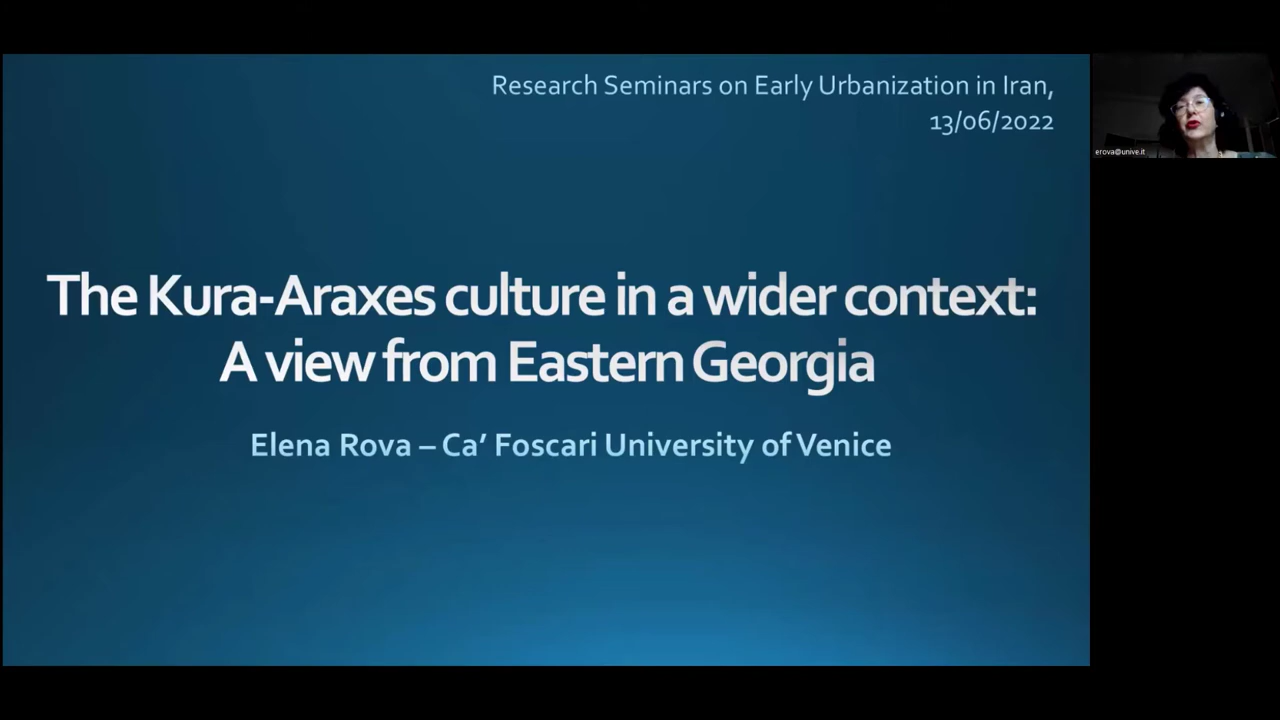 Research Seminars on Early Urbanization in Iran,
13/06/2022
The Kura-Araxes culture in a wider context:
A view from Eastern Georgia
Elena Rova – Ca’ Foscari University of Venice
erova@unive.it